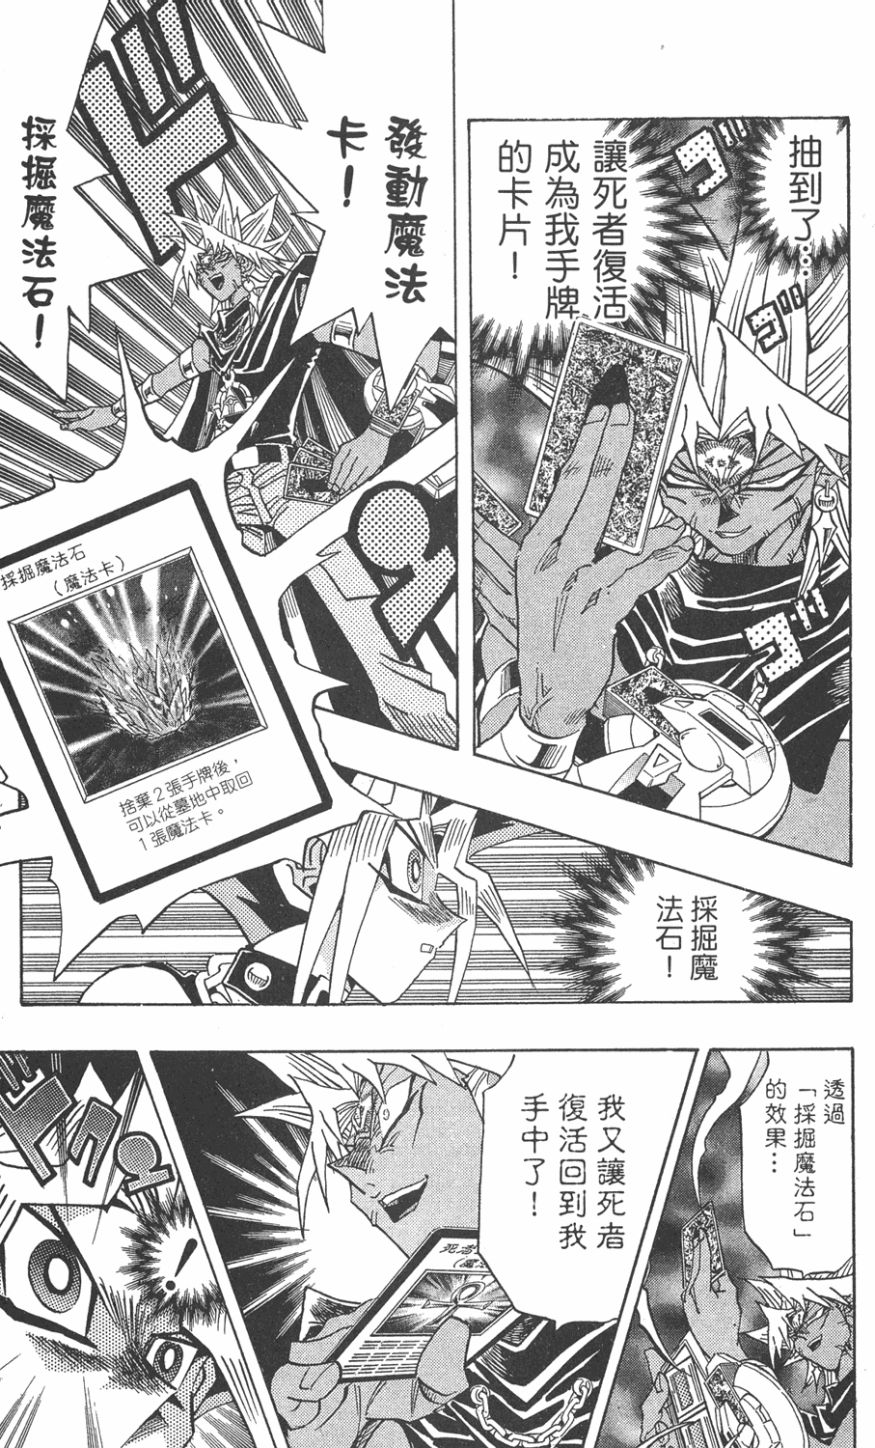 抽到了…
讓死者復活
成為我手牌
的卡片！
發動魔法
卡！
採掘魔法石！
採掘魔法石
（魔法卡）
捨棄2張手牌後，
可以從墓地中取回
1張魔法卡。
採掘魔
法石！
透過
「採掘魔法石」
的效果…
我又讓死者
復活回到我
手中了！
死者
！
ド